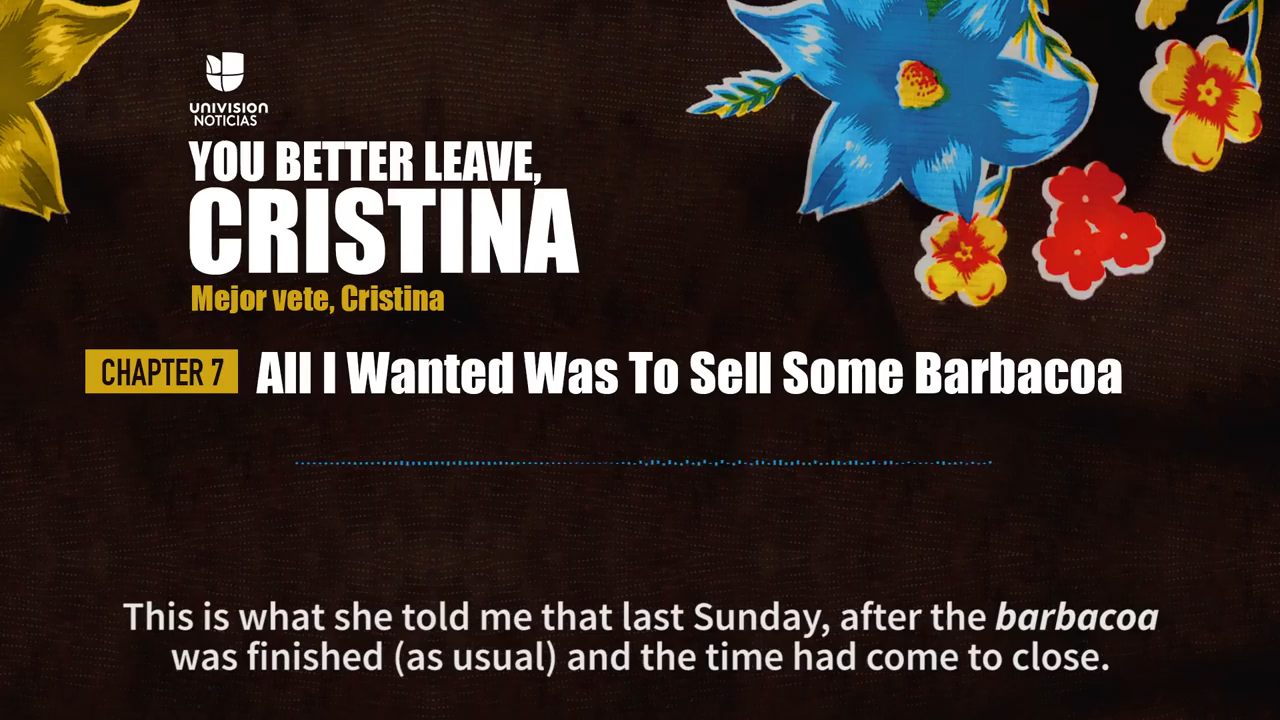 UNIVISION
NOTICIAS
YOU BETTER LEAVE,
CRISTINA
Mejor vete, Cristina
CHAPTER 7 All I Wanted Was To Sell Some Barbacoa
This is what she told me that last Sunday, after the barbacoa
was finished (as usual) and the time had come to close.